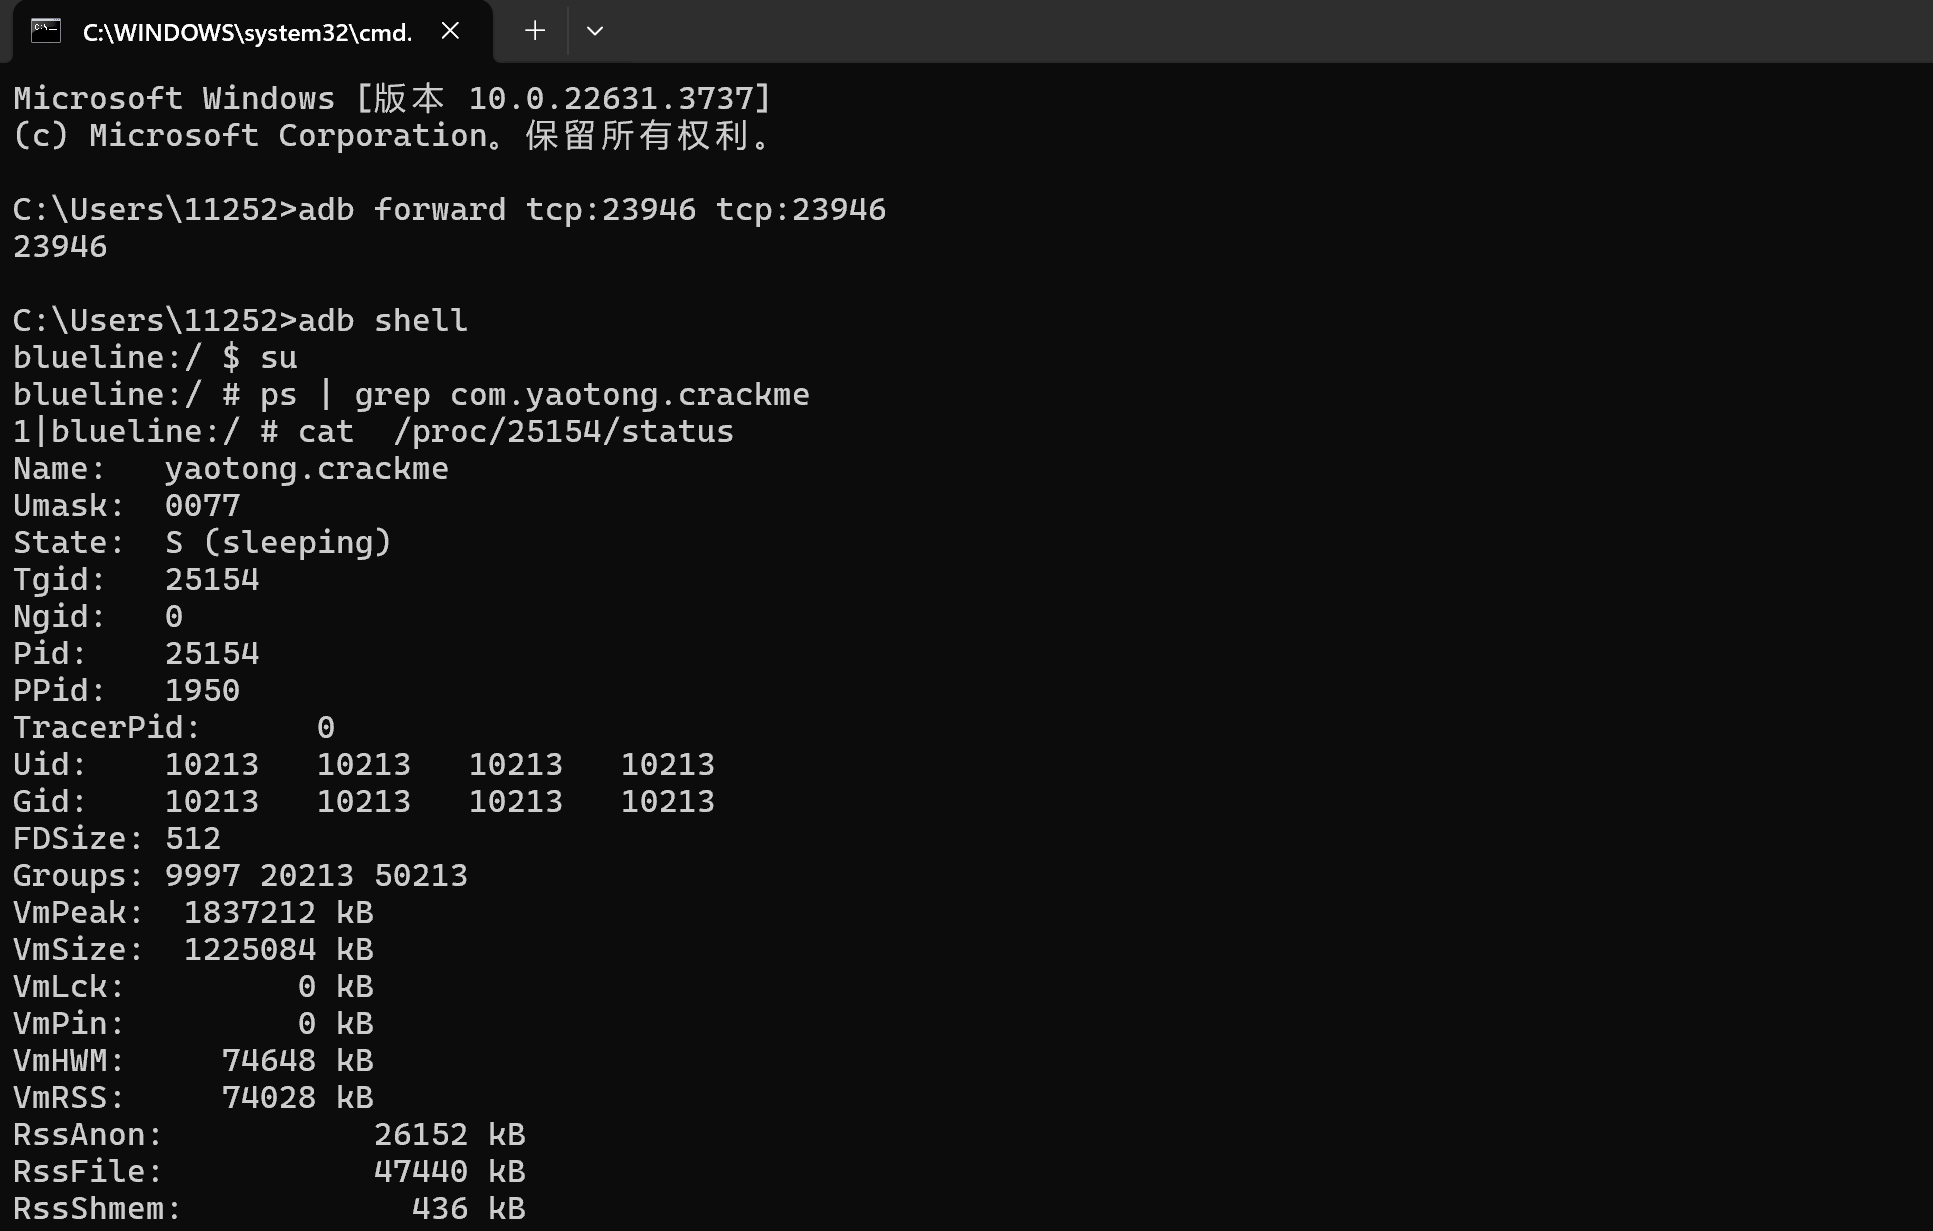 C:\WINDOWS\system32\cmd.
Microsoft Windows [版本 10.0.22631.3737]
(c) Microsoft Corporation。保留所有权利。
C:\Users\11252>adb forward tcp:23946 tcp:23946
23946
C:\Users\11252>adb shell
blueline:/ $ su
blueline:/ # ps | grep com.yaotong.crackme
1|blueline:/ # cat  /proc/25154/status
Name:   yaotong.crackme
Umask:  0077
State:  S (sleeping)
Tgid:   25154
Ngid:   0
Pid:    25154
PPid:   1950
TracerPid:      0
Uid:    10213   10213   10213   10213
Gid:    10213   10213   10213   10213
FDSize: 512
Groups: 9997 20213 50213
VmPeak:  1837212 kB
VmSize:  1225084 kB
VmLck:         0 kB
VmPin:         0 kB
VmHWM:     74648 kB
VmRSS:     74028 kB
RssAnon:           26152 kB
RssFile:           47440 kB
RssShmem:            436 kB